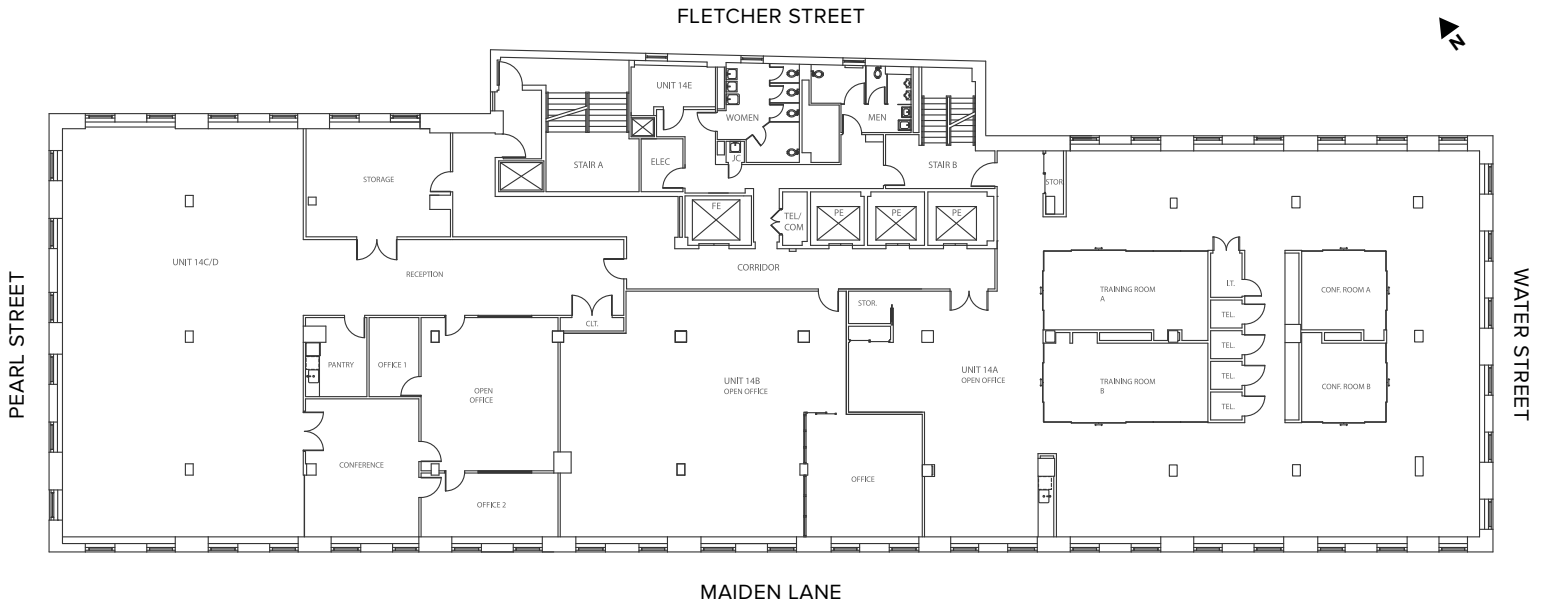 FLETCHER STREET
N
UNIT 14E
WOMEN
MEN
STORAGE
STAIR A
ELEC
JC
STAIR B
STOR
FE
TEL/
COM
PE
PE
PE
UNIT 14C/D
RECEPTION
CORRIDOR
TRAINING ROOM
A
LT.
CONF. ROOM A
TEL.
STOR.
CLT.
TEL.
PANTRY
OFFICE 1
OPEN
OFFICE
UNIT 14B
OPEN OFFICE
UNIT 14A
OPEN OFFICE
TRAINING ROOM
B
TEL.
CONF. ROOM B
TEL.
CONFERENCE
OFFICE
OFFICE 2
PEARL STREET
WATER STREET
MAIDEN LANE